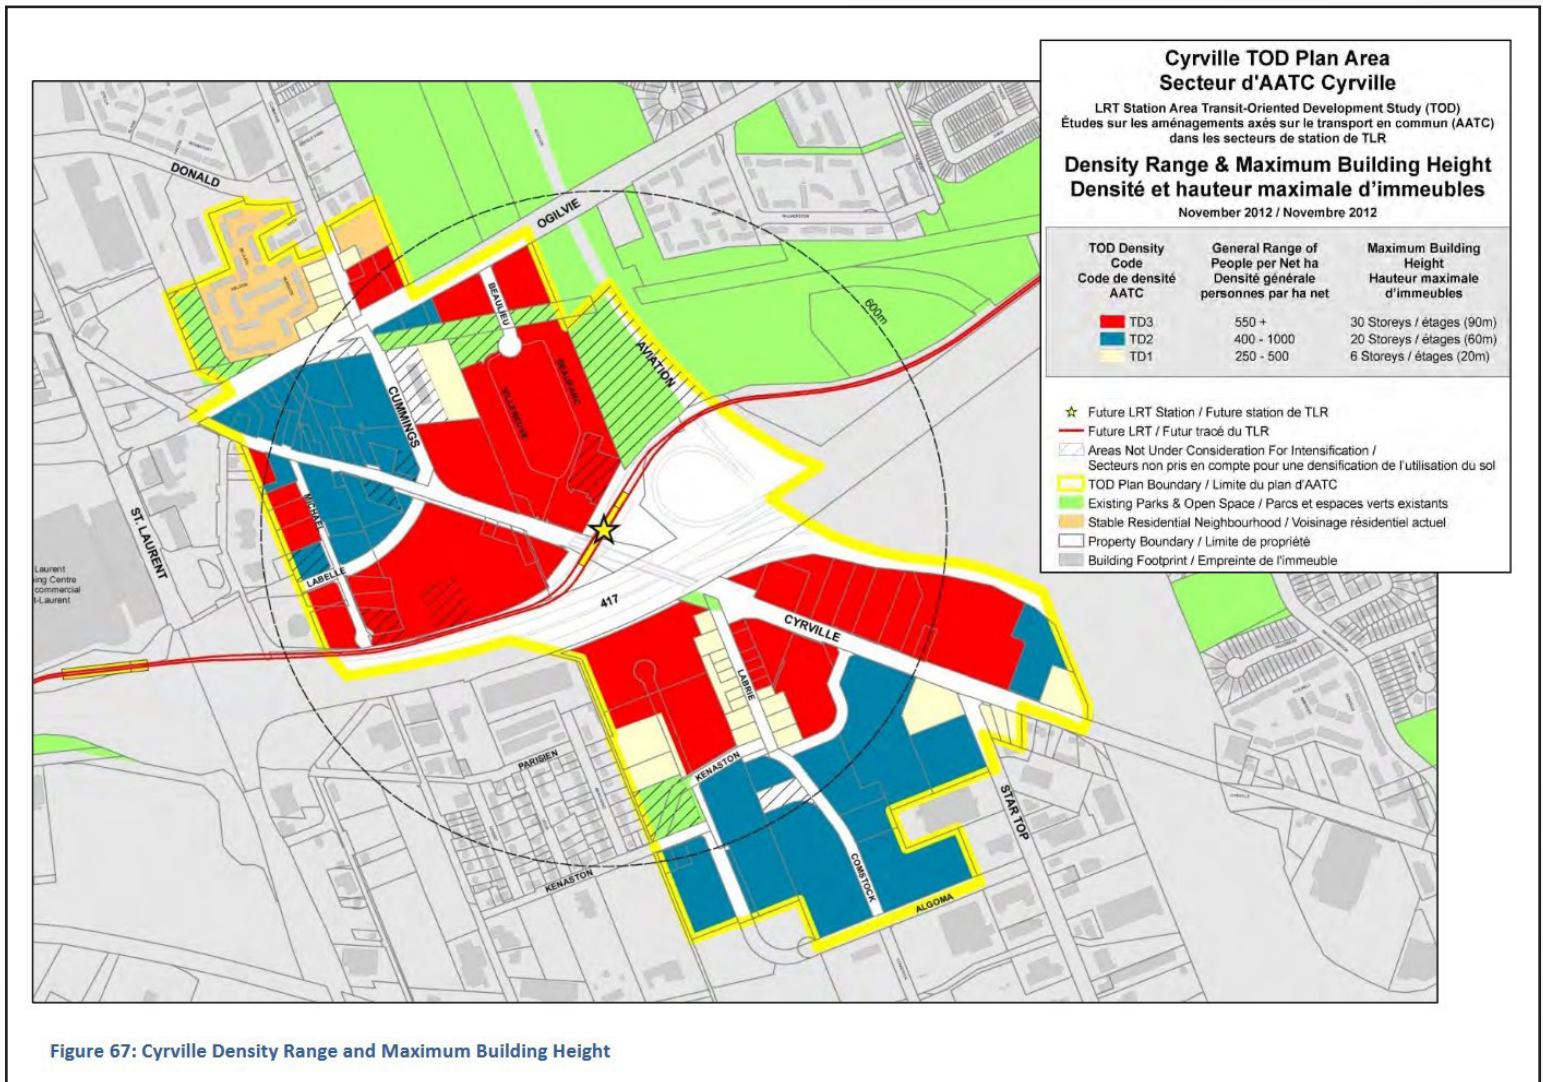 Cyrville TOD Plan Area
Secteur d'AATC Cyrville
LRT Station Area Transit-Oriented Development Study (TOD)
Études sur les aménagements axés sur le transport en commun (AATC)
dans les secteurs de station de TLR
Density Range & Maximum Building Height
Densité et hauteur maximale d'immeubles
November 2012 / Novembre 2012
TOD Density
Code
Code de densité
AATC
General Range of
People per Net ha
Densité générale
personnes par ha net
Maximum Building
Height
Hauteur maximale
d'immeubles
TD3 550 + 30 Storeys / étages (90m)
TD2 400 - 1000 20 Storeys / étages (60m)
TD1 250 - 500 6 Storeys / étages (20m)
Future LRT Station / Future station de TLR
Future LRT / Futur tracé du TLR
Areas Not Under Consideration For Intensification /
Secteurs non pris en compte pour une densification de l'utilisation du sol
TOD Plan Boundary / Limite du plan d'AATC
Existing Parks & Open Space / Parcs et espaces verts existants
Stable Residential Neighbourhood / Voisinage résidentiel actuel
Property Boundary / Limite de propriété
Building Footprint / Empreinte de l'immeuble
DONALD
OGILVIE
BEAULIEU
600m
AVIATION
BEAUPARC
VILLENEUVE
CUMMINGS
MICHAEL
ST. LAURENT
LABELLE
Laurent
ing Centre
commercial
t-Laurent
417
CYRVILLE
LABRIE
PARISIEN
KENASTON
STAR TOP
COMSTOCK
KENASTON
ALGOMA
Figure 67: Cyrville Density Range and Maximum Building Height